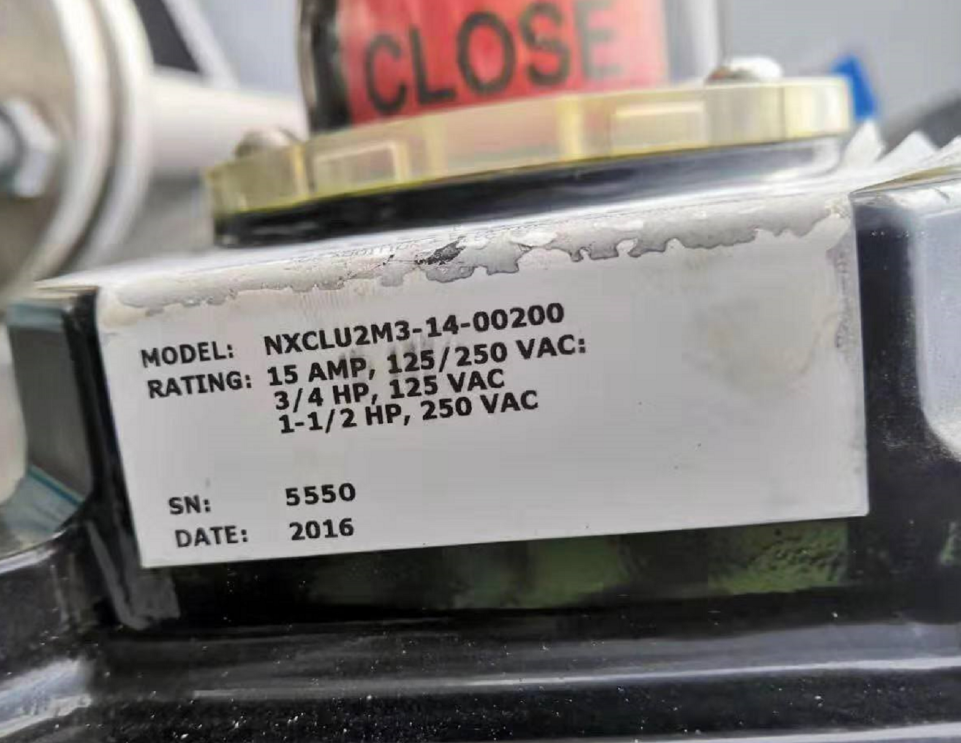 CLOSE
MODEL: NXCLU2M3-14-00200
RATING: 15 AMP, 125/250 VAC:
3/4 HP, 125 VAC
1-1/2 HP, 250 VAC
SN: 5550
DATE: 2016